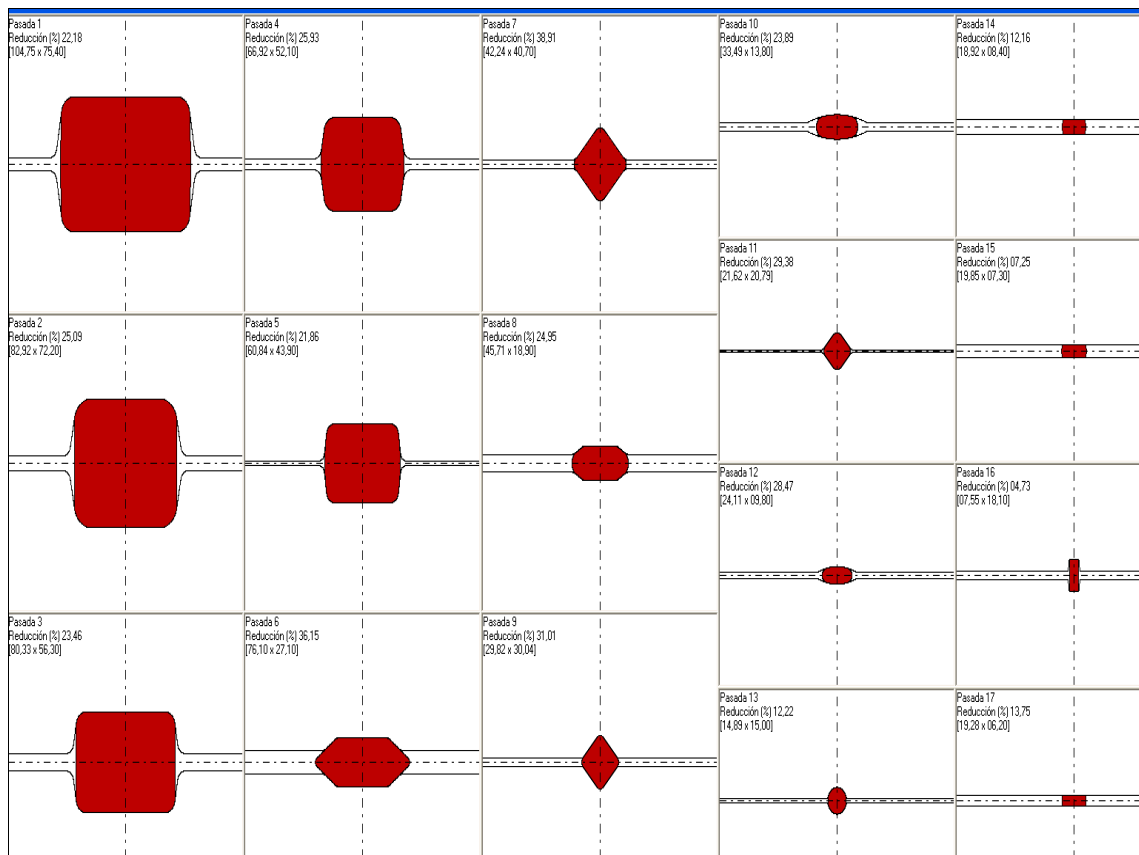 Pasada 1
Reducción (%) 22,18
[104,75 x 75,40]
Pasada 2
Reducción (%) 25,09
[82,92 x 72,20]
Pasada 3
Reducción (%) 23,46
[80,33 x 56,30]
Pasada 4
Reducción (%) 25,93
[66,92 x 52,10]
Pasada 5
Reducción (%) 21,86
[60,84 x 43,90]
Pasada 6
Reducción (%) 36,15
[76,10 x 27,10]
Pasada 7
Reducción (%) 38,91
[42,24 x 40,70]
Pasada 8
Reducción (%) 24,95
[45,71 x 18,90]
Pasada 9
Reducción (%) 31,01
[29,82 x 30,04]
Pasada 10
Reducción (%) 23,89
[33,49 x 13,80]
Pasada 11
Reducción (%) 29,38
[21,62 x 20,79]
Pasada 12
Reducción (%) 28,47
[24,11 x 09,80]
Pasada 13
Reducción (%) 12,22
[14,89 x 15,00]
Pasada 14
Reducción (%) 12,16
[18,92 x 08,40]
Pasada 15
Reducción (%) 07,25
[19,85 x 07,30]
Pasada 16
Reducción (%) 04,73
[07,55 x 18,10]
Pasada 17
Reducción (%) 13,75
[19,28 x 06,20]